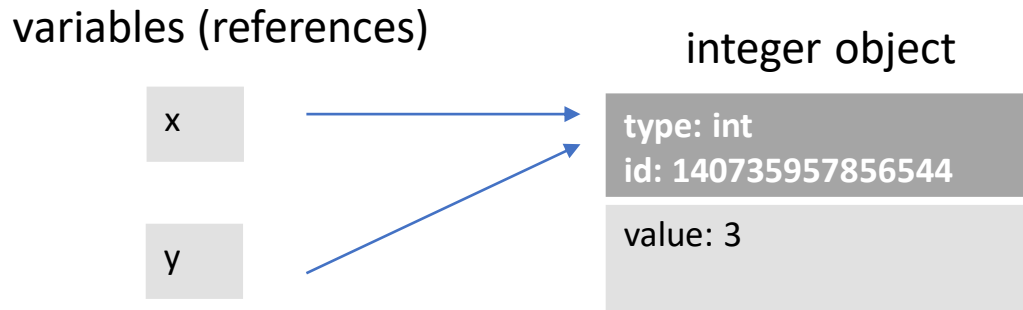 variables (references)
integer object
x
type: int
id: 140735957856544
value: 3
y